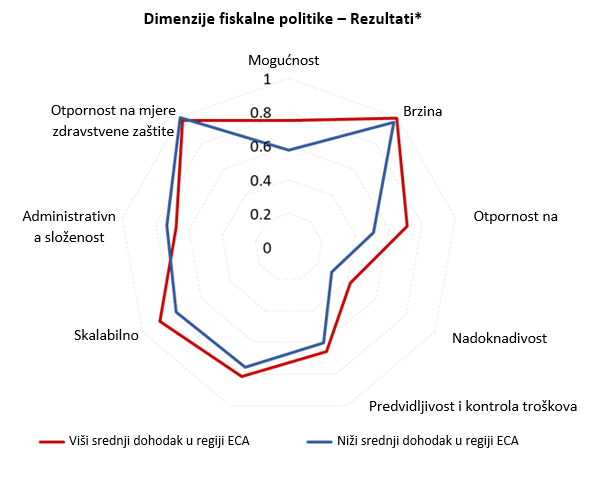 Dimenzije fiskalne politike – Rezultati*
Mogućnost
1
0.8
0.6
0.4
0.2
0
Brzina
Otpornost na
Nadoknadivost
Predvidljivost i kontrola troškova
Skalabilno
Administrativn
a složenost
Otpornost na mjere
zdravstvene zaštite
Viši srednji dohodak u regiji ECA
Niži srednji dohodak u regiji ECA